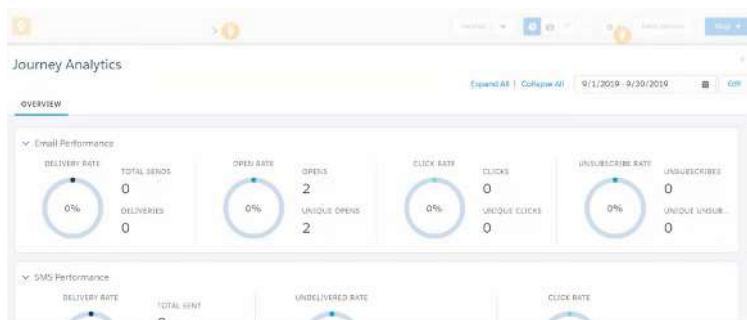 Journey Analytics
Expand All | Collapse All
9/1/2019 - 9/30/2019
Edit
OVERVIEW
Email Performance
DELIVERY RATE
0%
TOTAL SENDS
0
DELIVERIES
0
OPEN RATE
0%
OPENS
2
UNIQUE OPENS
2
CLICK RATE
0%
CLICKS
0
UNIQUE CLICKS
0
UNSUBSCRIBE RATE
0%
UNSUBSCRIBES
0
UNIQUE UNSUB...
0
SMS Performance
DELIVERY RATE
TOTAL SENT
UNDELIVERED RATE
CLICK RATE